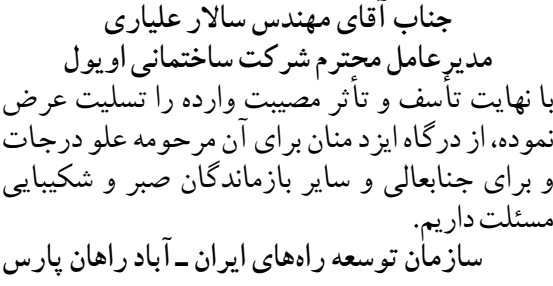 جناب آقای مهندس سالار علیاری
مدیرعامل محترم شرکت ساختمانی اویول
با نهایت تأسف و تأثر مصیبت وارده را تسلیت عرض
نموده، از درگاه ایزد منان برای آن مرحومه علو درجات
و برای جنابعالی و سایر بازماندگان صبر و شکیبایی
مسئلت داریم.
سازمان توسعه راه‌های ایران ـ آباد راهان پارس